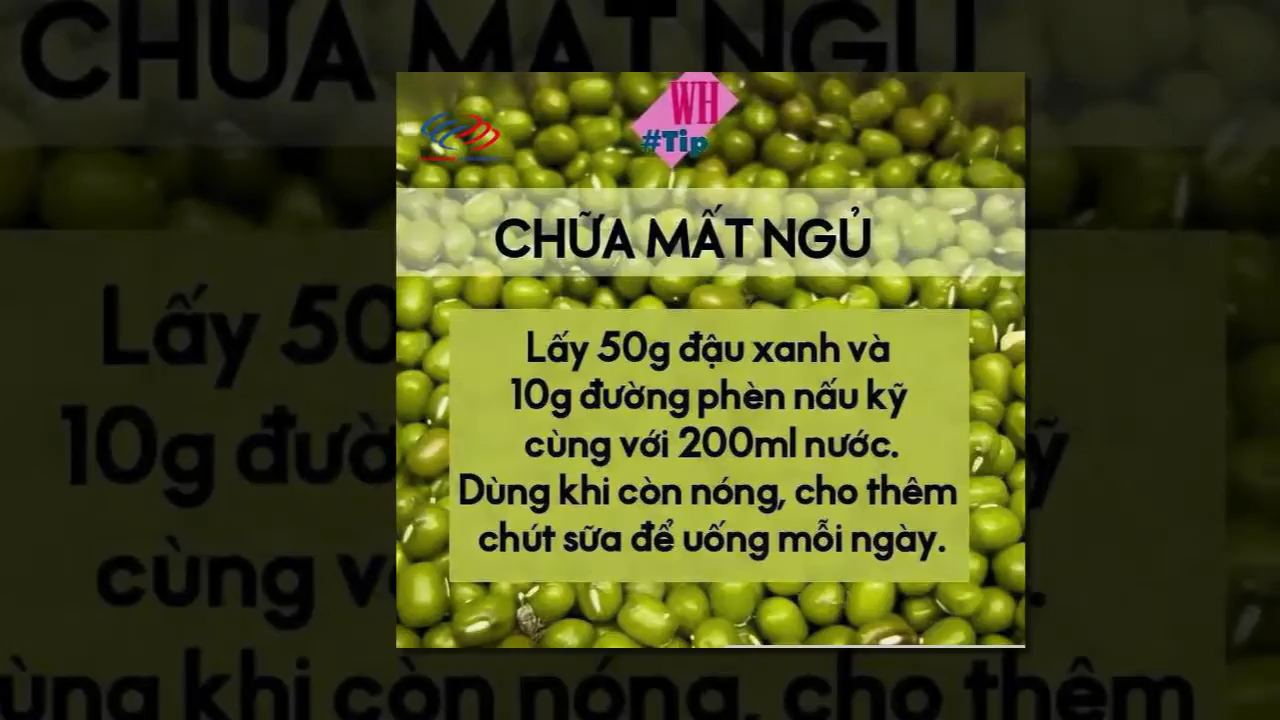 WH
#Tip
CHỮA MẤT NGỦ
Lấy 50g đậu xanh và
10g đường phèn nấu kỹ
cùng với 200ml nước.
Dùng khi còn nóng, cho thêm
chút sữa để uống mỗi ngày.